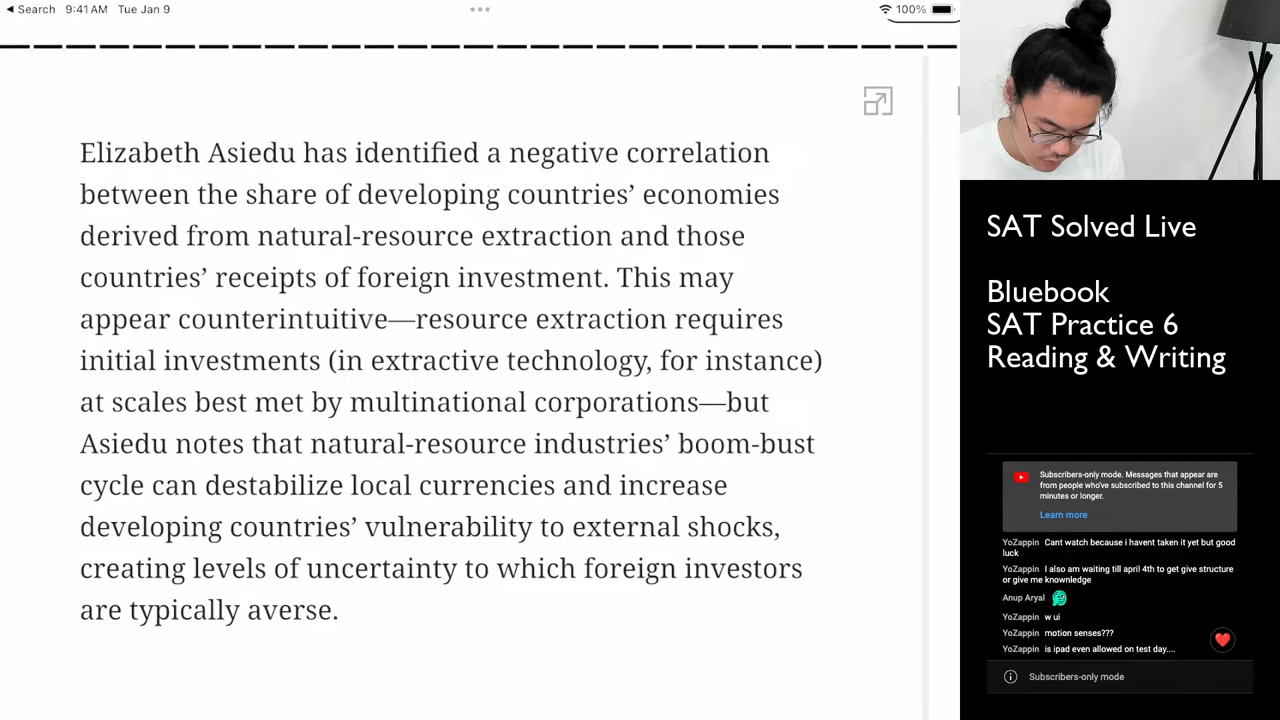 Search 9:41 AM Tue Jan 9
100%
Elizabeth Asiedu has identified a negative correlation
between the share of developing countries’ economies
derived from natural-resource extraction and those
countries’ receipts of foreign investment. This may
appear counterintuitive—resource extraction requires
initial investments (in extractive technology, for instance)
at scales best met by multinational corporations—but
Asiedu notes that natural-resource industries’ boom-bust
cycle can destabilize local currencies and increase
developing countries’ vulnerability to external shocks,
creating levels of uncertainty to which foreign investors
are typically averse.
SAT Solved Live
Bluebook
SAT Practice 6
Reading & Writing
Subscribers-only mode. Messages that appear are
from people who've subscribed to this channel for 5
minutes or longer.
Learn more
YoZappin Cant watch because i havent taken it yet but good
luck
YoZappin I also am waiting till april 4th to get give structure
or give me knownledge
Anup Aryal
YoZappin w ui
YoZappin motion senses???
YoZappin is ipad even allowed on test day....
Subscribers-only mode